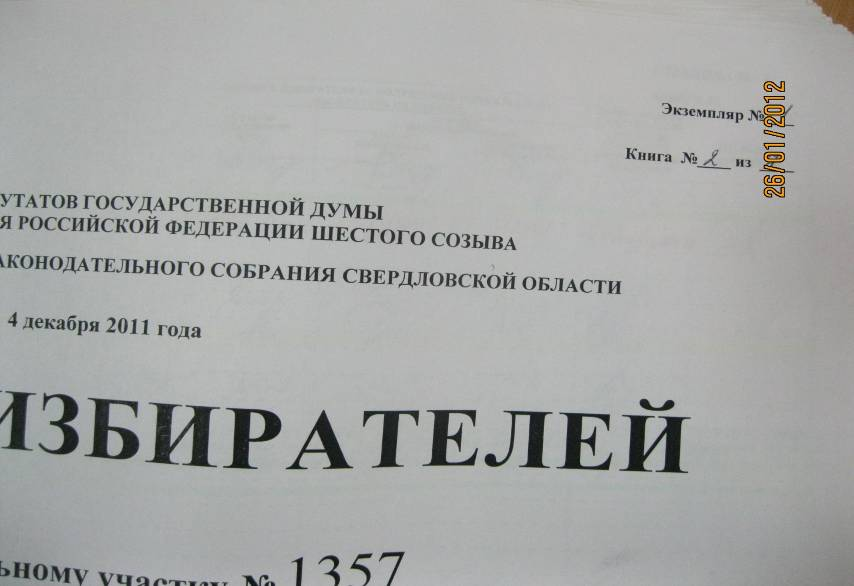 Экземпляр №
Книга № 2 из
УТАТОВ ГОСУДАРСТВЕННОЙ ДУМЫ
Я РОССИЙСКОЙ ФЕДЕРАЦИИ ШЕСТОГО СОЗЫВА
АКОНОДАТЕЛЬНОГО СОБРАНИЯ СВЕРДЛОВСКОЙ ОБЛАСТИ
4 декабря 2011 года
ИЗБИРАТЕЛЕЙ
ьному участку № 1357
26/01/2012